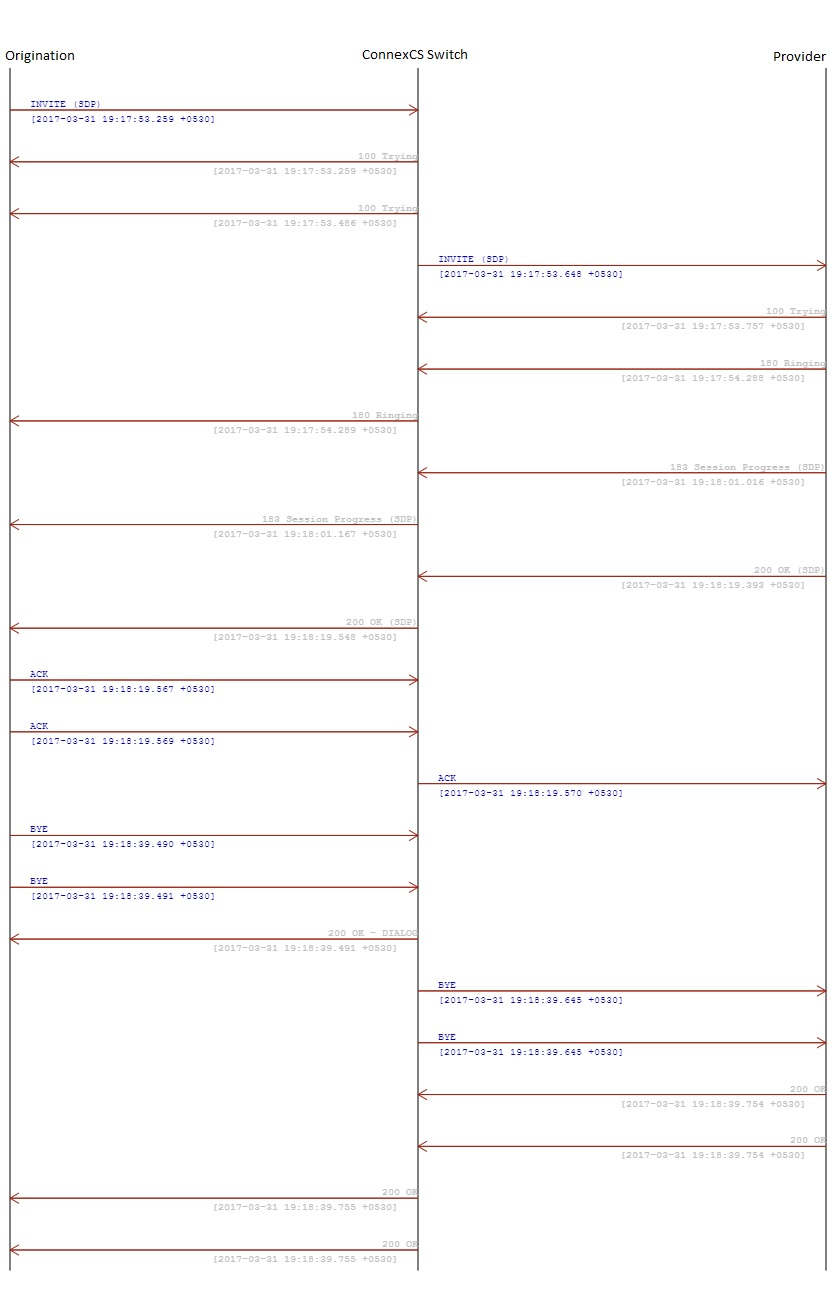 Origination
ConnexCS Switch
Provider
INVITE (SDP)
[2017-03-31 19:17:53.259 +0530]
100 Trying
[2017-03-31 19:17:53.259 +0530]
100 Trying
[2017-03-31 19:17:53.486 +0530]
INVITE (SDP)
[2017-03-31 19:17:53.648 +0530]
100 Trying
[2017-03-31 19:17:53.757 +0530]
180 Ringing
[2017-03-31 19:17:54.288 +0530]
180 Ringing
[2017-03-31 19:17:54.289 +0530]
183 Session Progress (SDP)
[2017-03-31 19:18:01.016 +0530]
183 Session Progress (SDP)
[2017-03-31 19:18:01.167 +0530]
200 OK (SDP)
[2017-03-31 19:18:19.393 +0530]
200 OK (SDP)
[2017-03-31 19:18:19.548 +0530]
ACK
[2017-03-31 19:18:19.567 +0530]
ACK
[2017-03-31 19:18:19.569 +0530]
ACK
[2017-03-31 19:18:19.570 +0530]
BYE
[2017-03-31 19:18:39.490 +0530]
BYE
[2017-03-31 19:18:39.491 +0530]
200 OK - DIALOG
[2017-03-31 19:18:39.491 +0530]
BYE
[2017-03-31 19:18:39.645 +0530]
BYE
[2017-03-31 19:18:39.645 +0530]
200 OK
[2017-03-31 19:18:39.754 +0530]
200 OK
[2017-03-31 19:18:39.754 +0530]
200 OK
[2017-03-31 19:18:39.755 +0530]
200 OK
[2017-03-31 19:18:39.755 +0530]